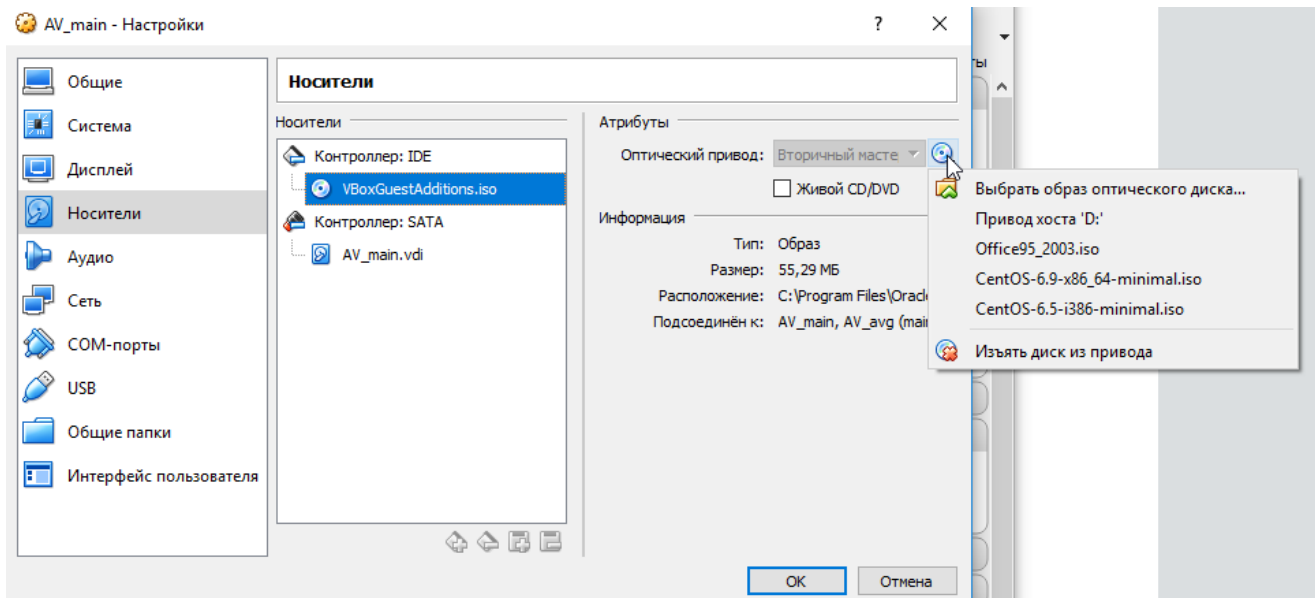 AV_main - Настройки
?
Общие
Система
Дисплей
Носители
Аудио
Сеть
COM-порты
USB
Общие папки
Интерфейс пользователя
Носители
Носители
Контроллер: IDE
VBoxGuestAdditions.iso
Контроллер: SATA
AV_main.vdi
Атрибуты
Оптический привод: Вторичный масте
Живой CD/DVD
Информация
Тип: Образ
Размер: 55,29 МБ
Расположение: C:\Program Files\Oracl
Подсоединён к: AV_main, AV_avg (mai
Выбрать образ оптического диска...
Привод хоста 'D:'
Office95_2003.iso
CentOS-6.9-x86_64-minimal.iso
CentOS-6.5-i386-minimal.iso
Изъять диск из привода
OK Отмена
ты